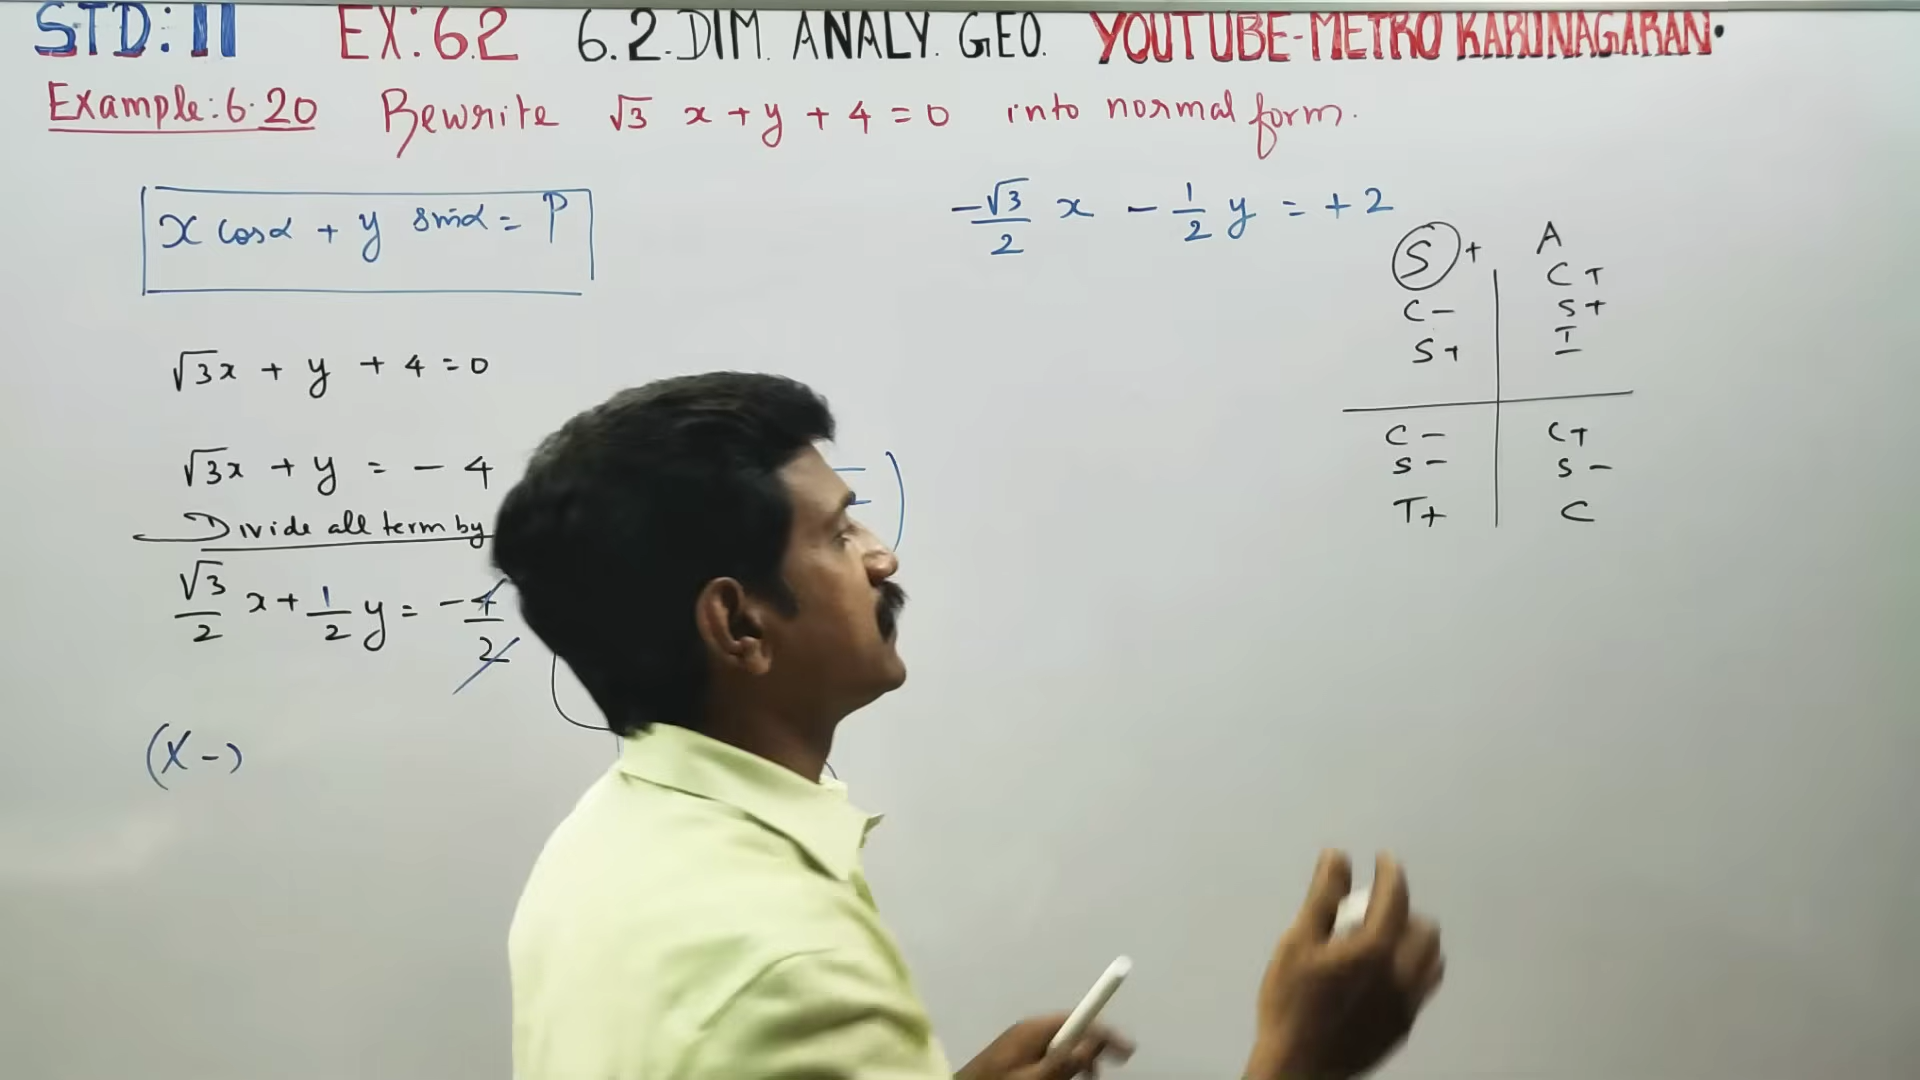 STD: 11 EX: 6.2 6.2.DIM. ANALY. GEO. YOUTUBE-METRO KARUNAGARAN.
Example: 6.20 Rewrite √3 x + y + 4 = 0 into normal form.
x cosα + y sinα = P
√3x + y + 4 = 0
√3x + y = - 4
Divide all term by
√3/2 x + 1/2 y = - 4/2
(X -)
-√3/2 x - 1/2 y = + 2
S + A
C - C +
S + S +
T
C - C +
S - S -
T + C